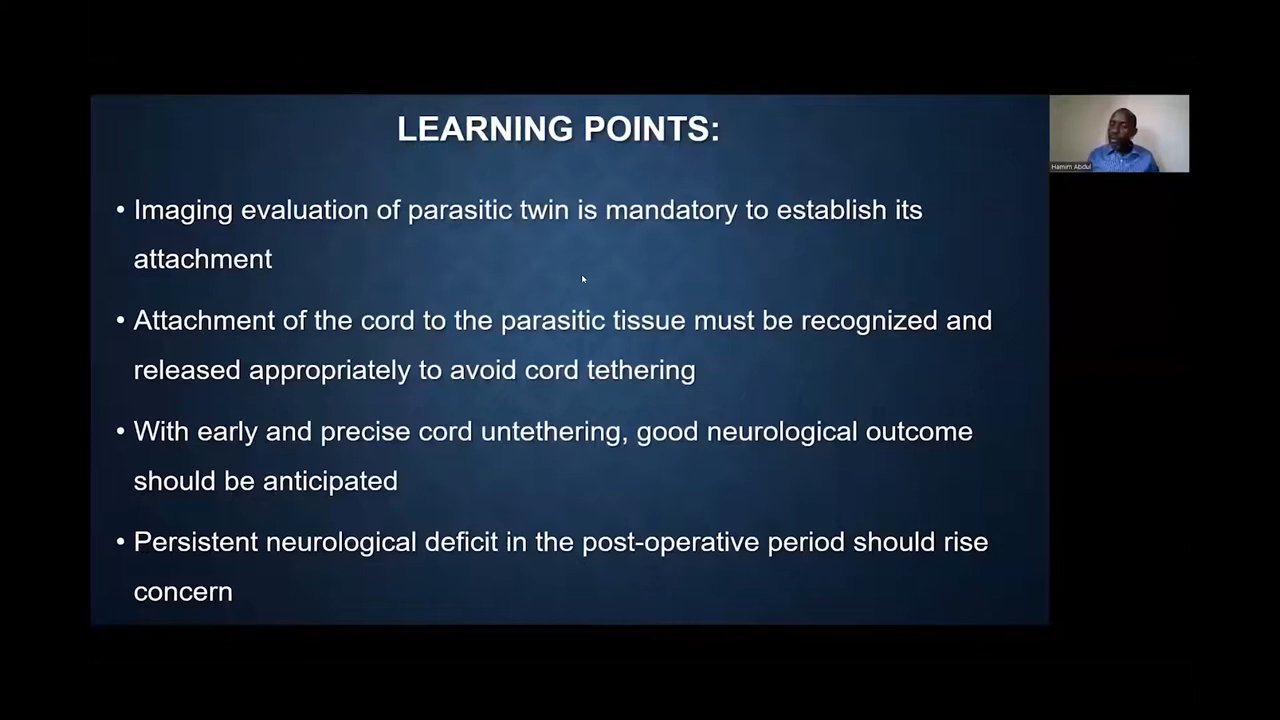 LEARNING POINTS:
• Imaging evaluation of parasitic twin is mandatory to establish its
attachment
• Attachment of the cord to the parasitic tissue must be recognized and
released appropriately to avoid cord tethering
• With early and precise cord untethering, good neurological outcome
should be anticipated
• Persistent neurological deficit in the post-operative period should rise
concern
Hamim Abdul